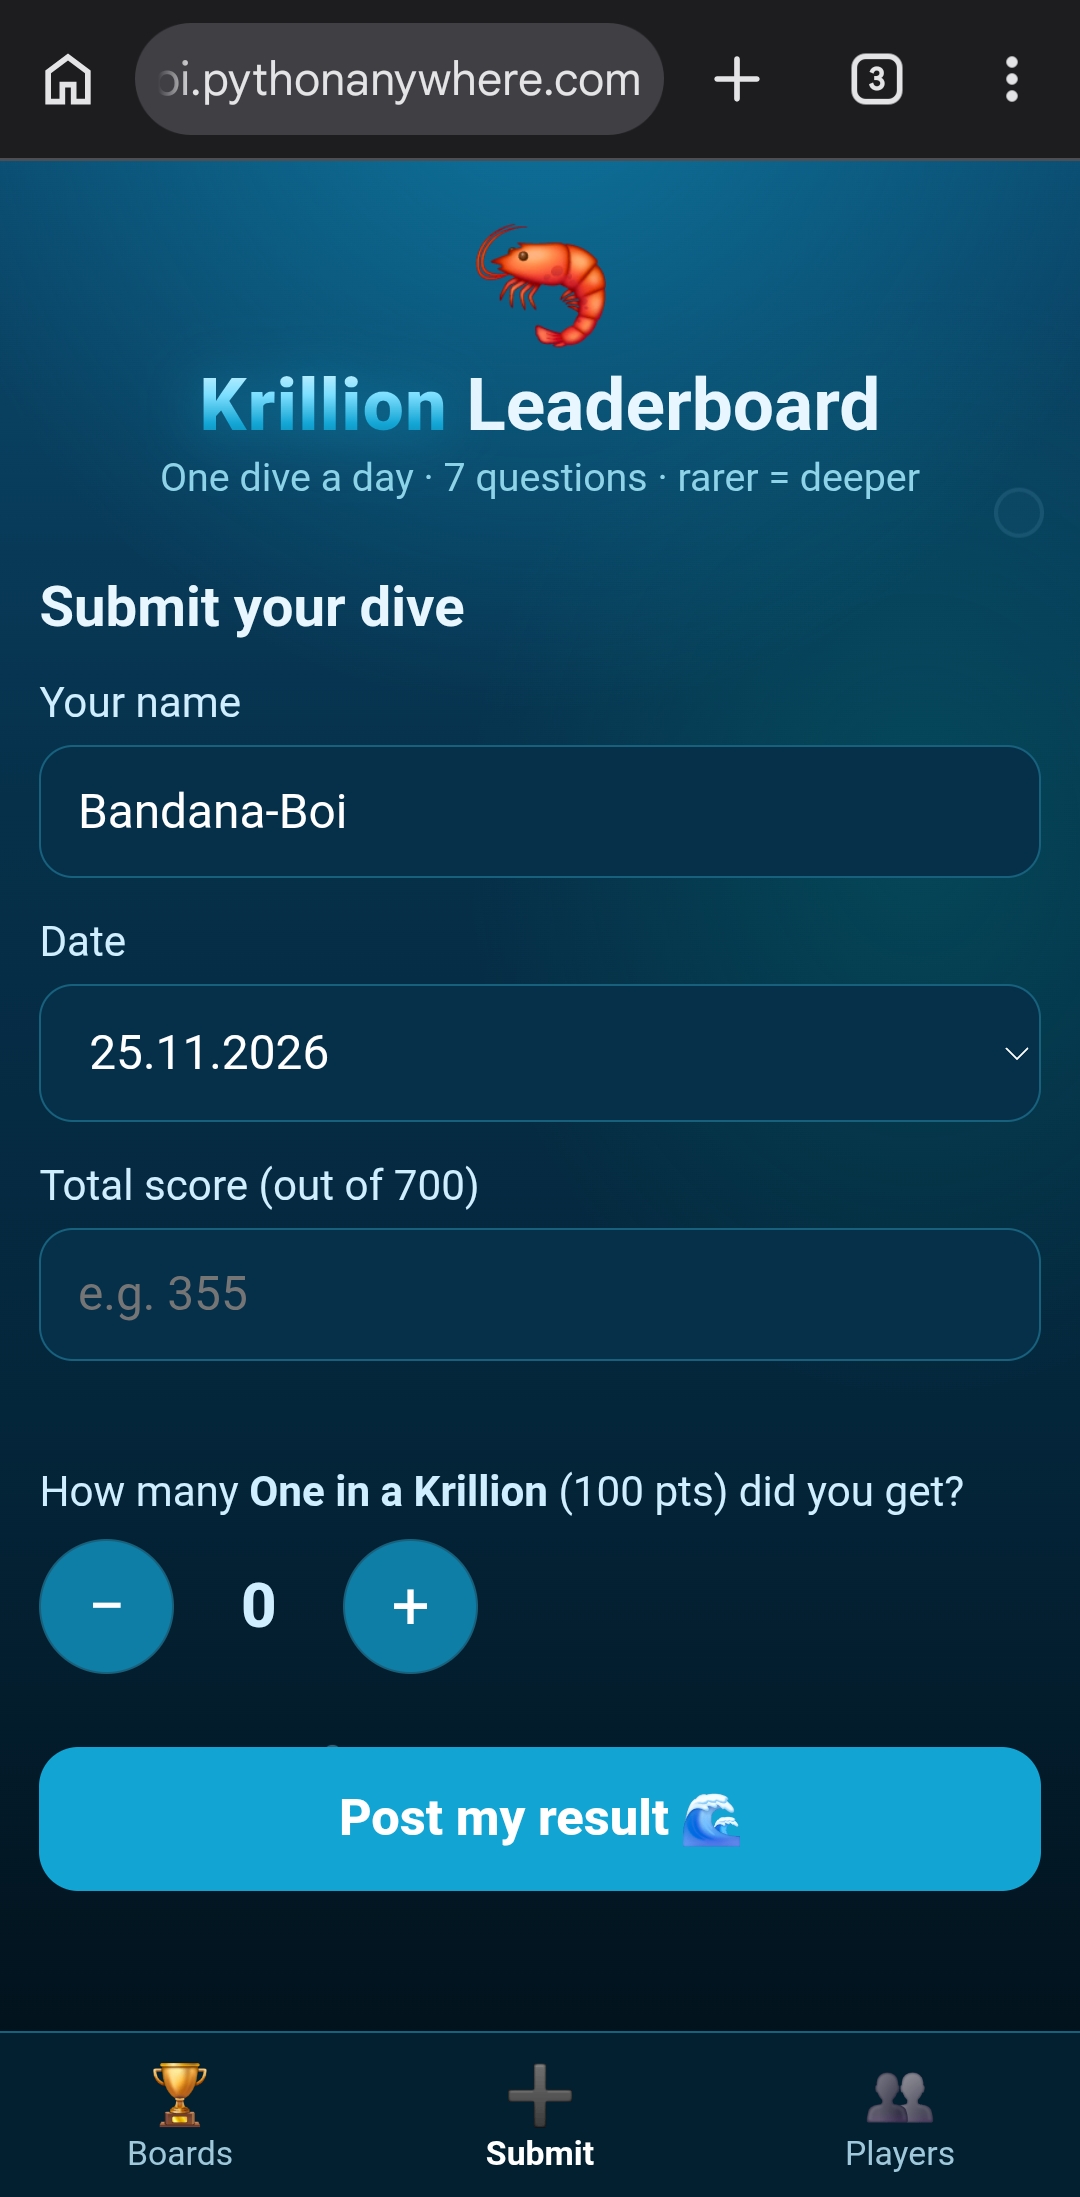 oi.pythonanywhere.com
3
Krillion Leaderboard
One dive a day · 7 questions · rarer = deeper
Submit your dive
Your name
Bandana-Boi
Date
25.11.2026
Total score (out of 700)
e.g. 355
How many One in a Krillion (100 pts) did you get?
− 0 +
Post my result 🌊
Boards
Submit
Players